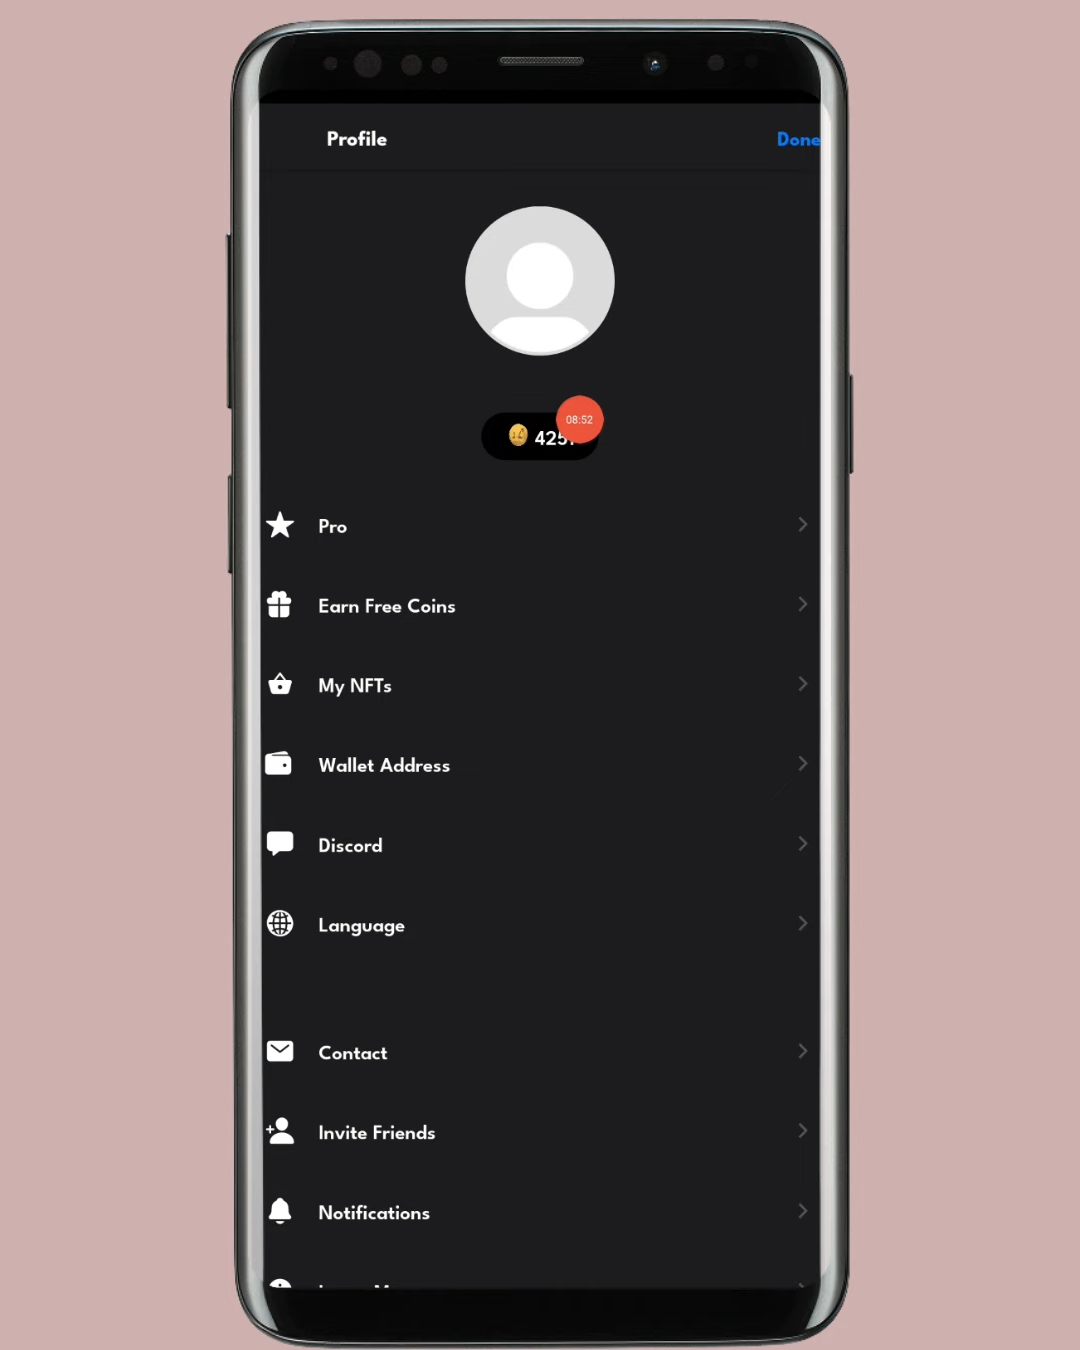 Profile
Done
08:52
Pro
Earn Free Coins
My NFTs
Wallet Address
Discord
Language
Contact
Invite Friends
Notifications